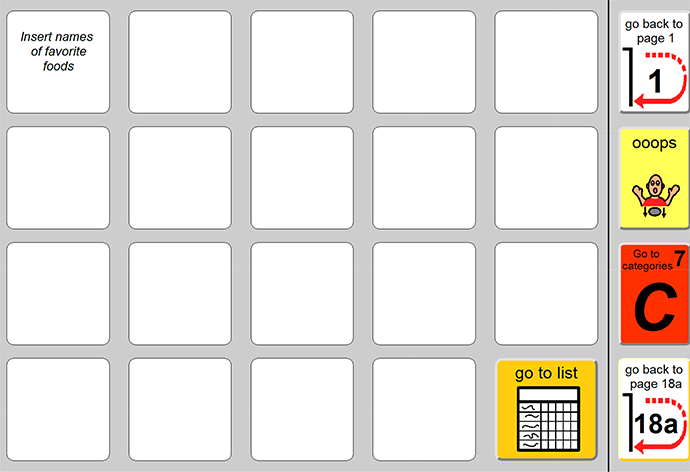 Insert names
of favorite
foods
go back to
page 1
1
ooops
Go to
categories 7
C
go to list
go back to
page 18a
18a